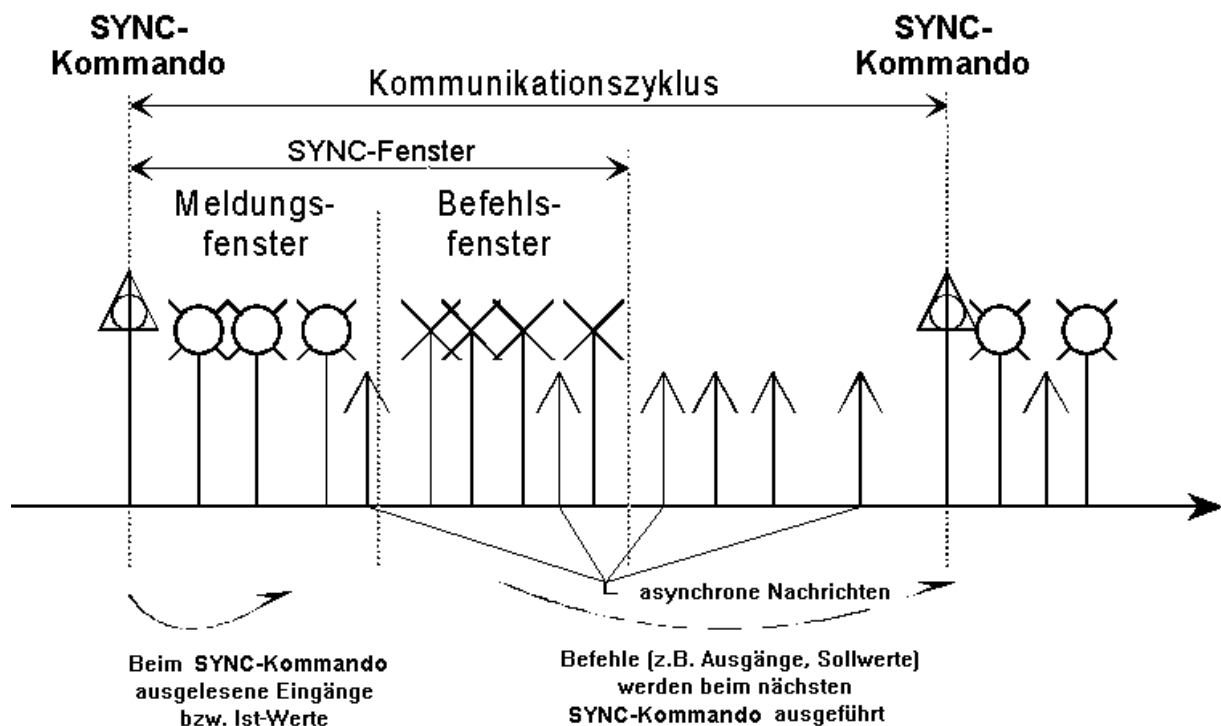 SYNC-
Kommando
SYNC-
Kommando
Kommunikationszyklus
SYNC-Fenster
Meldungs-
fenster
Befehls-
fenster
asynchrone Nachrichten
Beim SYNC-Kommando
ausgelesene Eingänge
bzw. Ist-Werte
Befehle (z.B. Ausgänge, Sollwerte)
werden beim nächsten
SYNC-Kommando ausgeführt